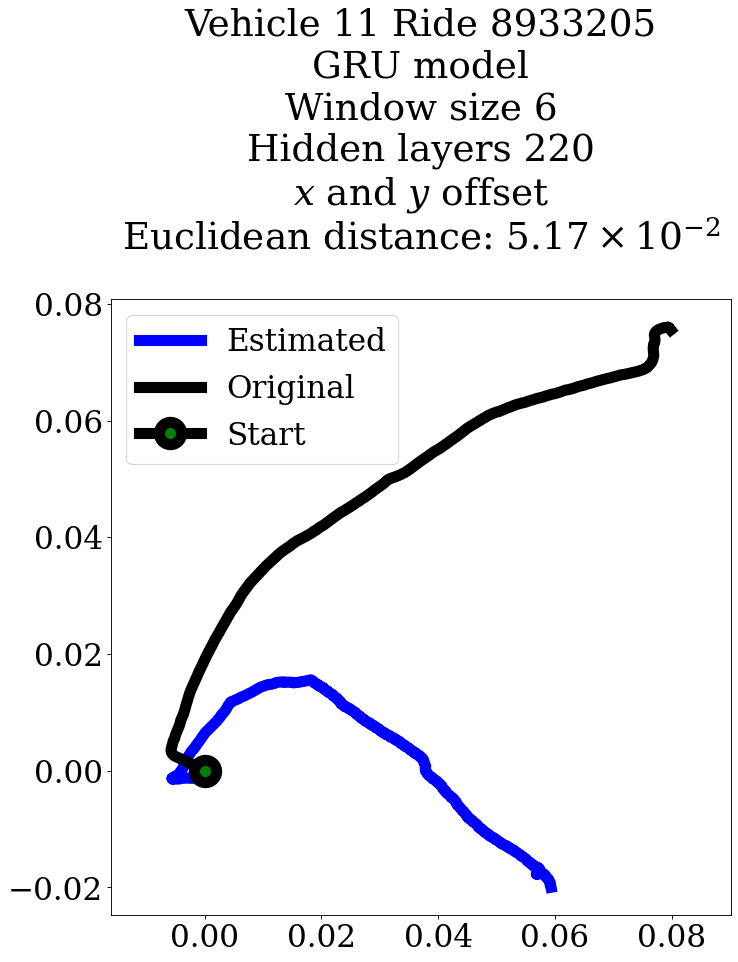 Vehicle 11 Ride 8933205
GRU model
Window size 6
Hidden layers 220
x and y offset
Euclidean distance: 5.17 × 10⁻²
0.08
0.06
0.04
0.02
0.00
−0.02
Estimated
Original
Start
0.00 0.02 0.04 0.06 0.08